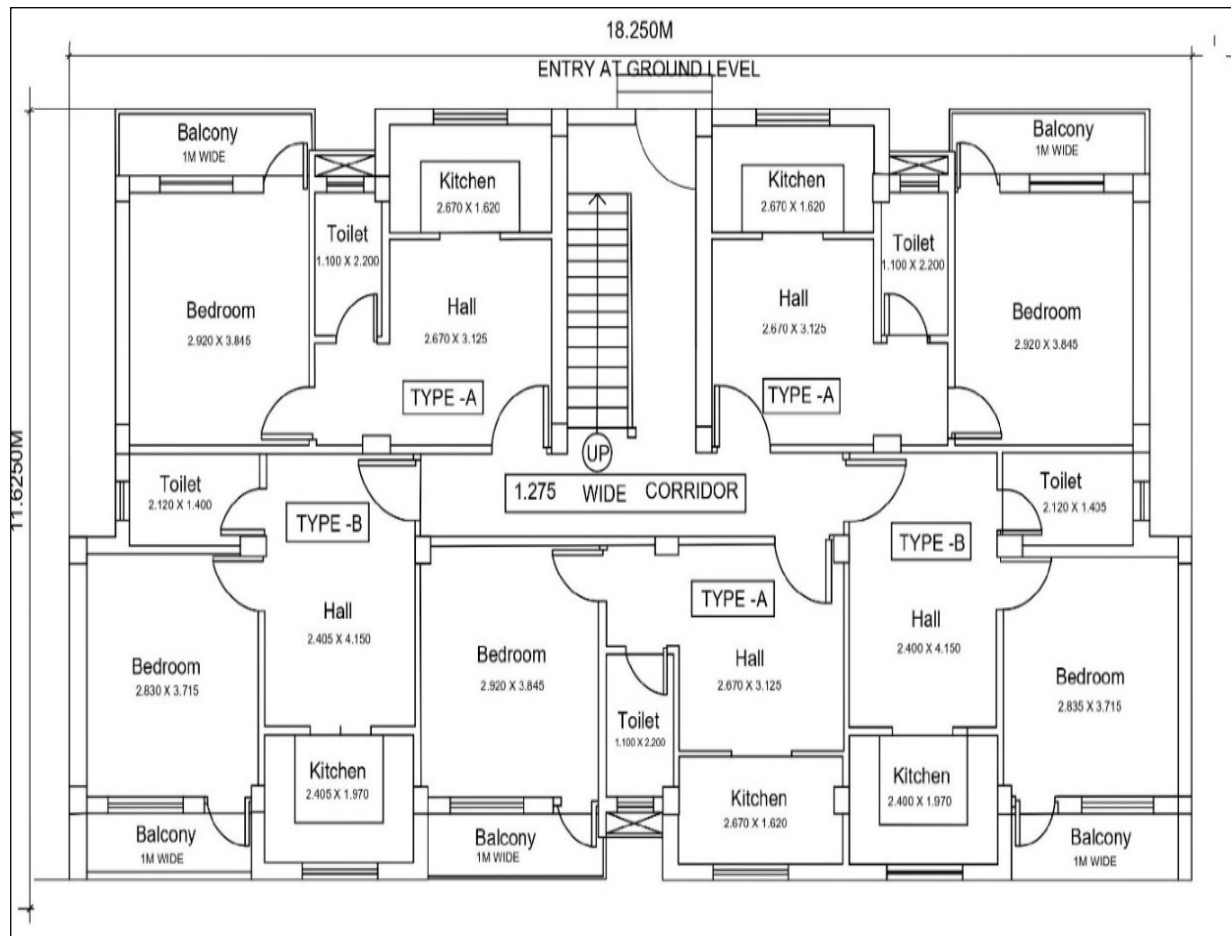 18.250M
ENTRY AT GROUND LEVEL
Balcony
1M WIDE
Kitchen
2.670 X 1.620
Kitchen
2.670 X 1.620
Balcony
1M WIDE
Toilet
1.100 X 2.200
Toilet
1.100 X 2.200
Bedroom
2.920 X 3.845
Hall
2.670 X 3.125
Hall
2.670 X 3.125
Bedroom
2.920 X 3.845
TYPE -A
TYPE -A
UP
11.6250M
Toilet
2.120 X 1.400
1.275 WIDE CORRIDOR
Toilet
2.120 X 1.405
TYPE -B
TYPE -B
TYPE -A
Hall
2.405 X 4.150
Hall
2.400 X 4.150
Bedroom
2.830 X 3.715
Bedroom
2.920 X 3.845
Hall
2.670 X 3.125
Bedroom
2.835 X 3.715
Toilet
1.100 X 2.200
Kitchen
2.405 X 1.970
Kitchen
2.670 X 1.620
Kitchen
2.400 X 1.970
Balcony
1M WIDE
Balcony
1M WIDE
Balcony
1M WIDE